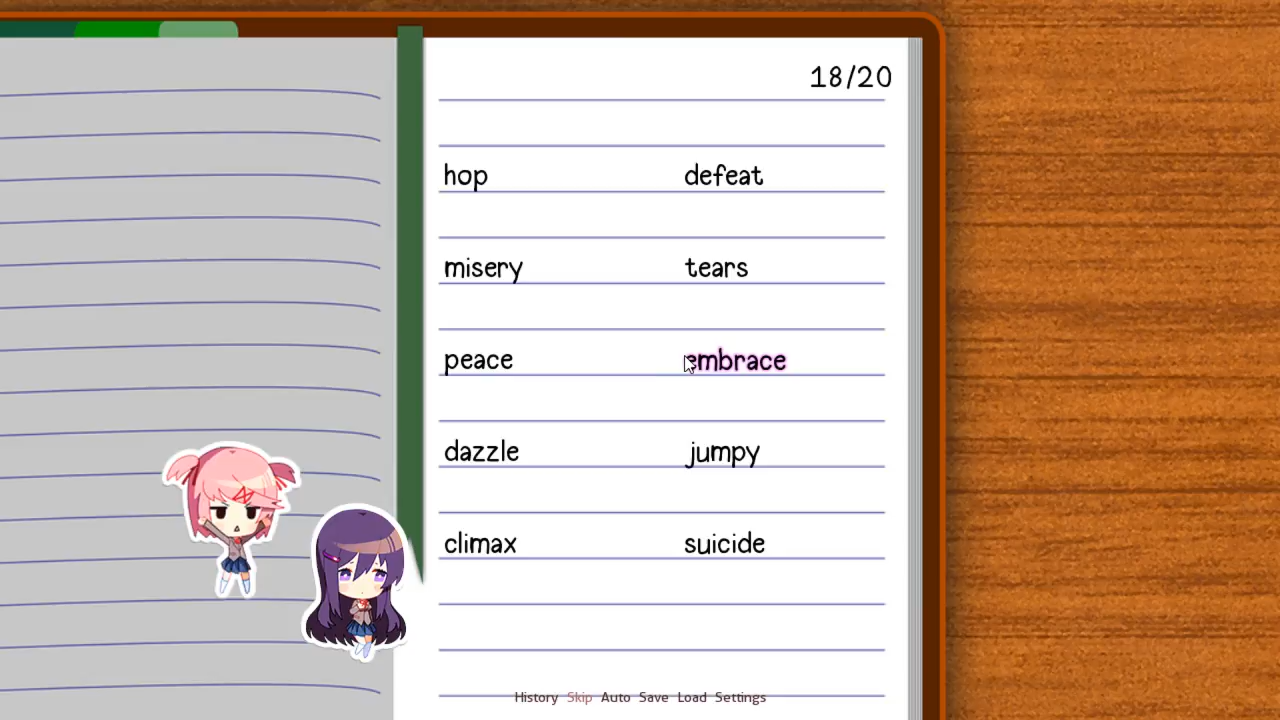 18/20
hop defeat
misery tears
peace embrace
dazzle jumpy
climax suicide
History Skip Auto Save Load Settings